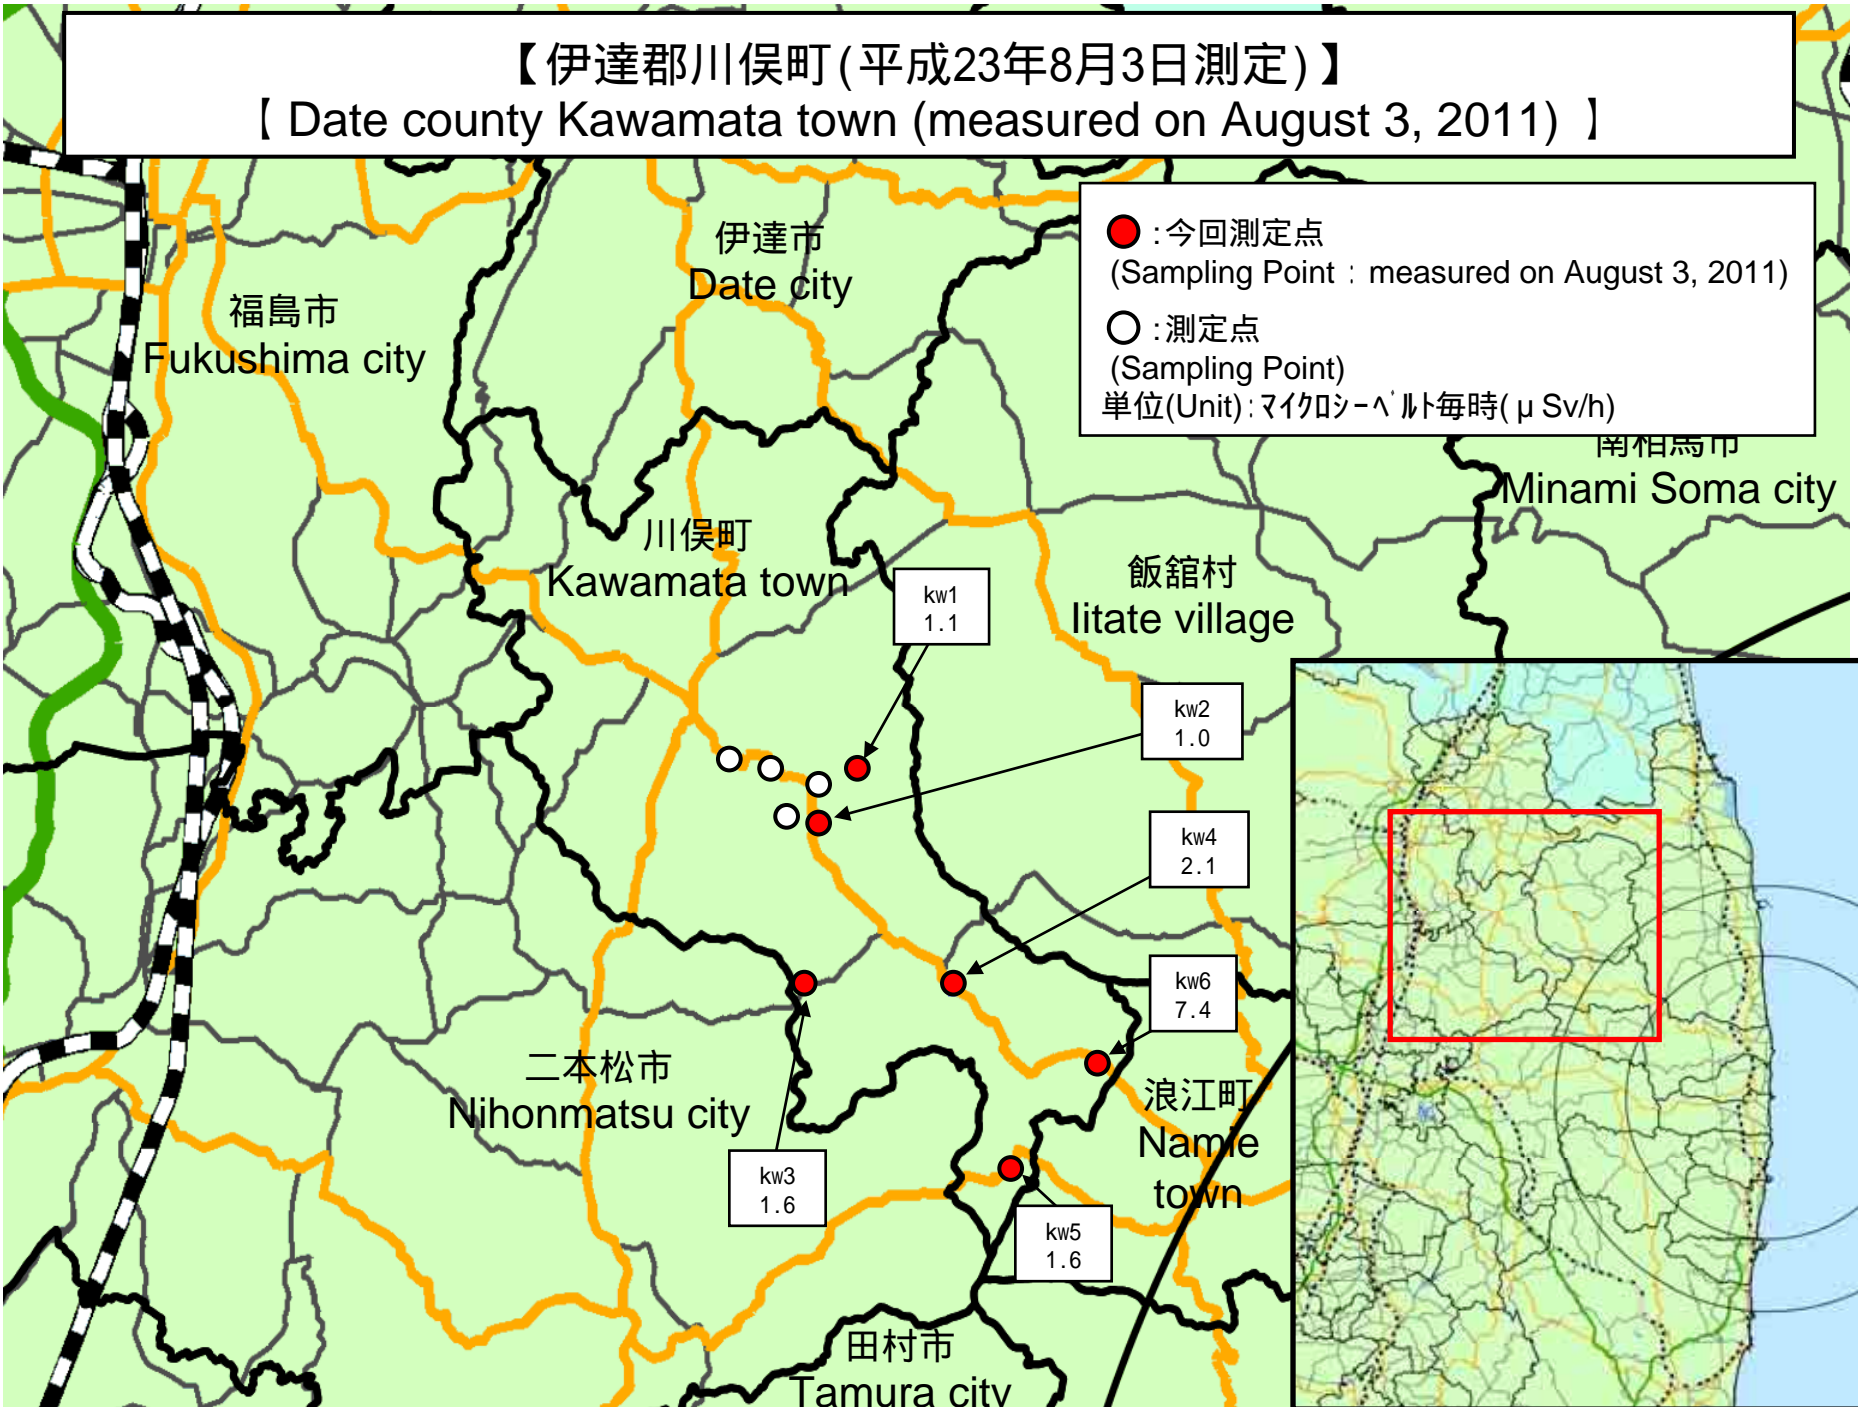 【伊達郡川俣町(平成23年8月3日測定)】
【 Date county Kawamata town (measured on August 3, 2011) 】
:今回測定点
(Sampling Point : measured on August 3, 2011)
:測定点
(Sampling Point)
単位(Unit):マイクロシーベルト毎時(μSv/h)
伊達市
Date city
福島市
Fukushima city
南相馬市
Minami Soma city
川俣町
Kawamata town
飯舘村
Iitate village
kw1
1.1
kw2
1.0
kw4
2.1
kw6
7.4
二本松市
Nihonmatsu city
浪江町
Namie
town
kw3
1.6
kw5
1.6
田村市
Tamura city